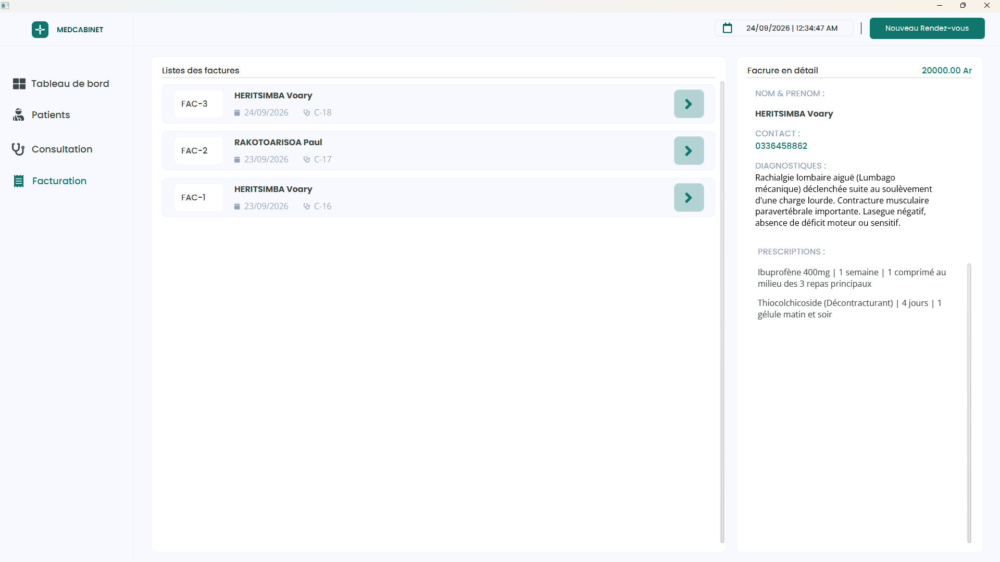 MEDCABINET
24/09/2026 | 12:34:47 AM
Nouveau Rendez-vous
Tableau de bord
Patients
Consultation
Facturation
Listes des factures
FAC-3
HERITSIMBA Voary
24/09/2026 C-18
FAC-2
RAKOTOARISOA Paul
23/09/2026 C-17
FAC-1
HERITSIMBA Voary
23/09/2026 C-16
Facrure en détail 20000.00 Ar
NOM & PRENOM :
HERITSIMBA Voary
CONTACT :
0336458862
DIAGNOSTIQUES :
Rachialgie lombaire aiguë (Lumbago
mécanique) déclenchée suite au soulèvement
d'une charge lourde. Contracture musculaire
paravertébrale importante. Lasegue négatif,
absence de déficit moteur ou sensitif.
PRESCRIPTIONS :
Ibuprofène 400mg | 1 semaine | 1 comprimé au
milieu des 3 repas principaux
Thiocolchicoside (Décontracturant) | 4 jours | 1
gélule matin et soir